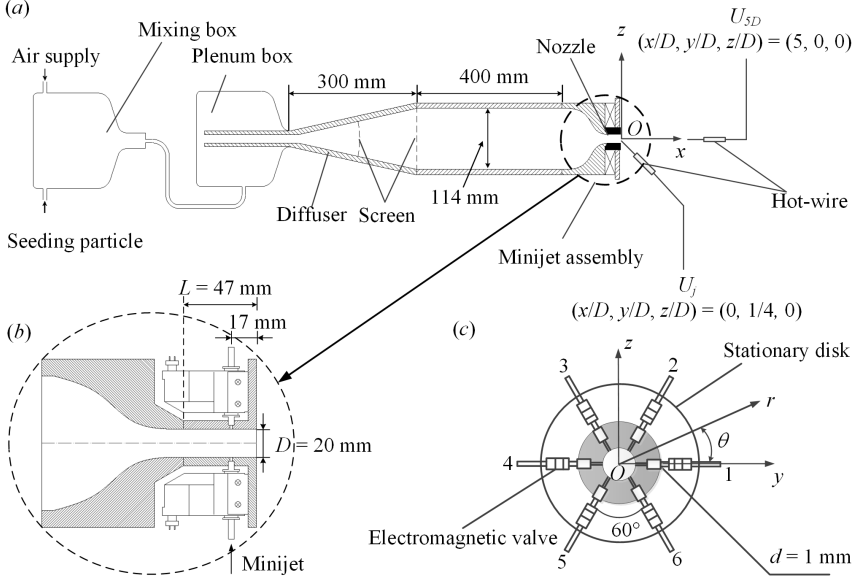 (a)
Mixing box
Air supply
Plenum box
300 mm
400 mm
Nozzle
z
U5D
(x/D, y/D, z/D) = (5, 0, 0)
O
x
114 mm
Diffuser
Screen
Hot-wire
Seeding particle
Minijet assembly
Uj
(x/D, y/D, z/D) = (0, 1/4, 0)
(b)
L = 47 mm
17 mm
D = 20 mm
Minijet
(c)
z
Stationary disk
3
2
r
θ
4
O
1
y
Electromagnetic valve
60°
5
6
d = 1 mm